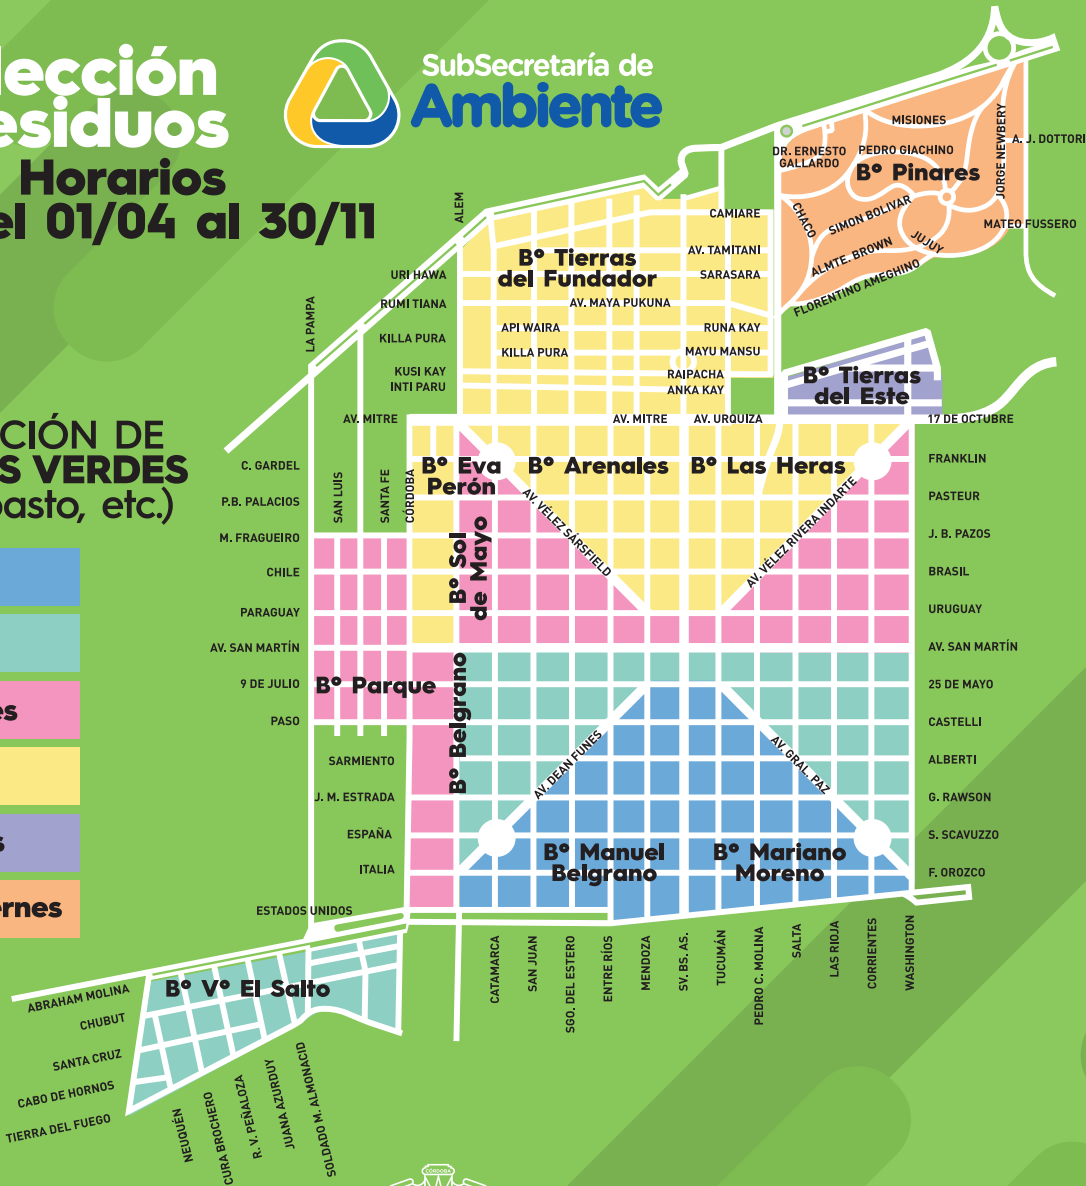 lección
esiduos
Horarios
el 01/04 al 30/11
SubSecretaría de
Ambiente
CIÓN DE
S VERDES
pasto, etc.)
es
s
ernes
MISIONES
DR. ERNESTO
GALLARDO
PEDRO GIACHINO
Bº Pinares
JORGE NEWBERY
A. J. DOTTORI
CHACO
SIMON BOLIVAR
MATEO FUSSERO
ALMTE. BROWN
JUJUY
FLORENTINO AMEGHINO
ALEM
CAMIARE
Bº Tierras
del Fundador
AV. TAMITANI
URI HAWA
SARASARA
RUMI TIANA
AV. MAYA PUKUNA
LA PAMPA
API WAIRA
RUNA KAY
KILLA PURA
KILLA PURA
MAYU MANSU
KUSI KAY
RAIPACHA
INTI PARU
ANKA KAY
Bº Tierras
del Este
AV. MITRE
AV. MITRE
AV. URQUIZA
17 DE OCTUBRE
C. GARDEL
Bº Eva
Perón
Bº Arenales
Bº Las Heras
FRANKLIN
SAN LUIS
SANTA FE
CÓRDOBA
P.B. PALACIOS
PASTEUR
AV. VÉLEZ SÁRSFIELD
AV. VÉLEZ RIVERA INDARTE
M. FRAGUEIRO
J. B. PAZOS
Bº Sol
de Mayo
CHILE
BRASIL
PARAGUAY
URUGUAY
AV. SAN MARTÍN
AV. SAN MARTÍN
9 DE JULIO
Bº Parque
Bº Belgrano
25 DE MAYO
PASO
CASTELLI
AV. DEAN FUNES
AV. GRAL. PAZ
SARMIENTO
ALBERTI
J. M. ESTRADA
G. RAWSON
ESPAÑA
S. SCAVUZZO
Bº Manuel
Belgrano
Bº Mariano
Moreno
ITALIA
F. OROZCO
ESTADOS UNIDOS
CATAMARCA
SAN JUAN
SGO. DEL ESTERO
ENTRE RÍOS
MENDOZA
SV. BS. AS.
TUCUMÁN
PEDRO C. MOLINA
SALTA
LAS RIOJA
CORRIENTES
WASHINGTON
Bº Vº El Salto
ABRAHAM MOLINA
CHUBUT
SANTA CRUZ
CABO DE HORNOS
TIERRA DEL FUEGO
NEUQUÉN
CURA BROCHERO
R. V. PEÑALOZA
JUANA AZURDUY
SOLDADO M. ALMONACID
CÓRDOBA